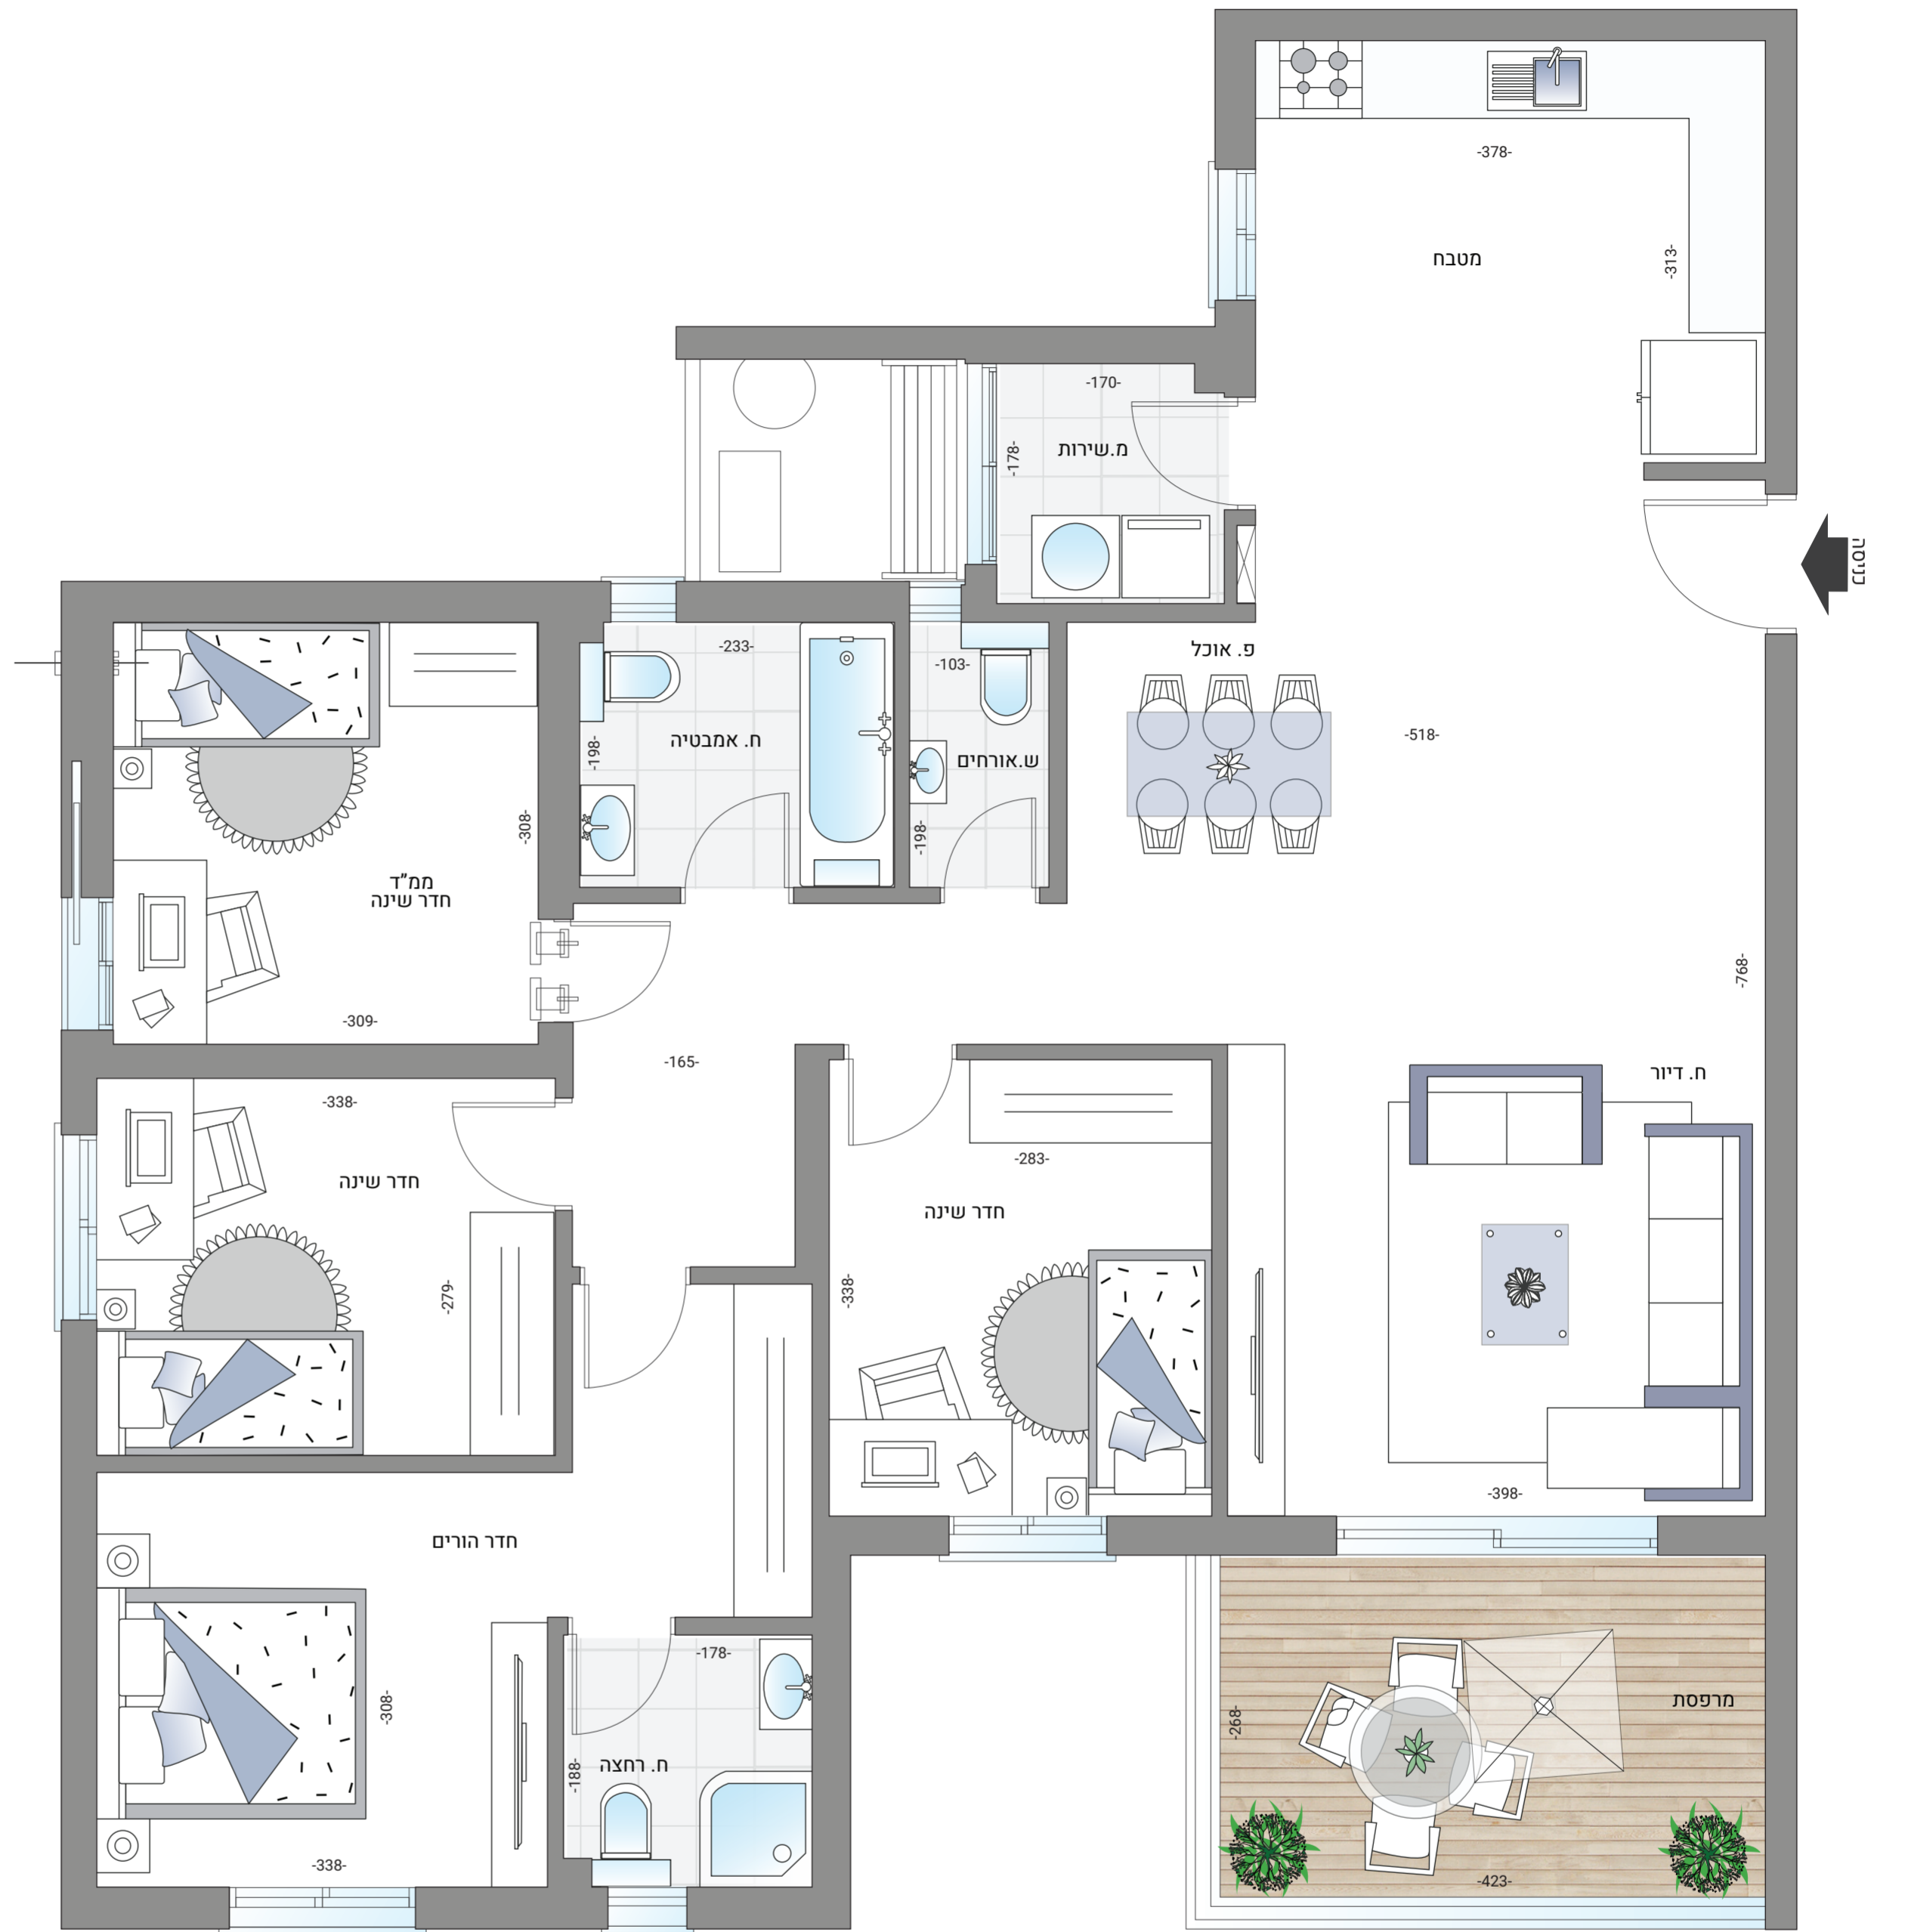 -378-
מטבח
-313-
-170-
מ.שירות
-178-
כניסה
פ. אוכל
-518-
-233-
-103-
ח. אמבטיה
-198-
ש.אורחים
-198-
-308-
ממ"ד
חדר שינה
-309-
-768-
-165-
ח. דיור
-338-
חדר שינה
-279-
-283-
חדר שינה
-338-
-398-
חדר הורים
-308-
-338-
-178-
ח. רחצה
-188-
מרפסת
-268-
-423-